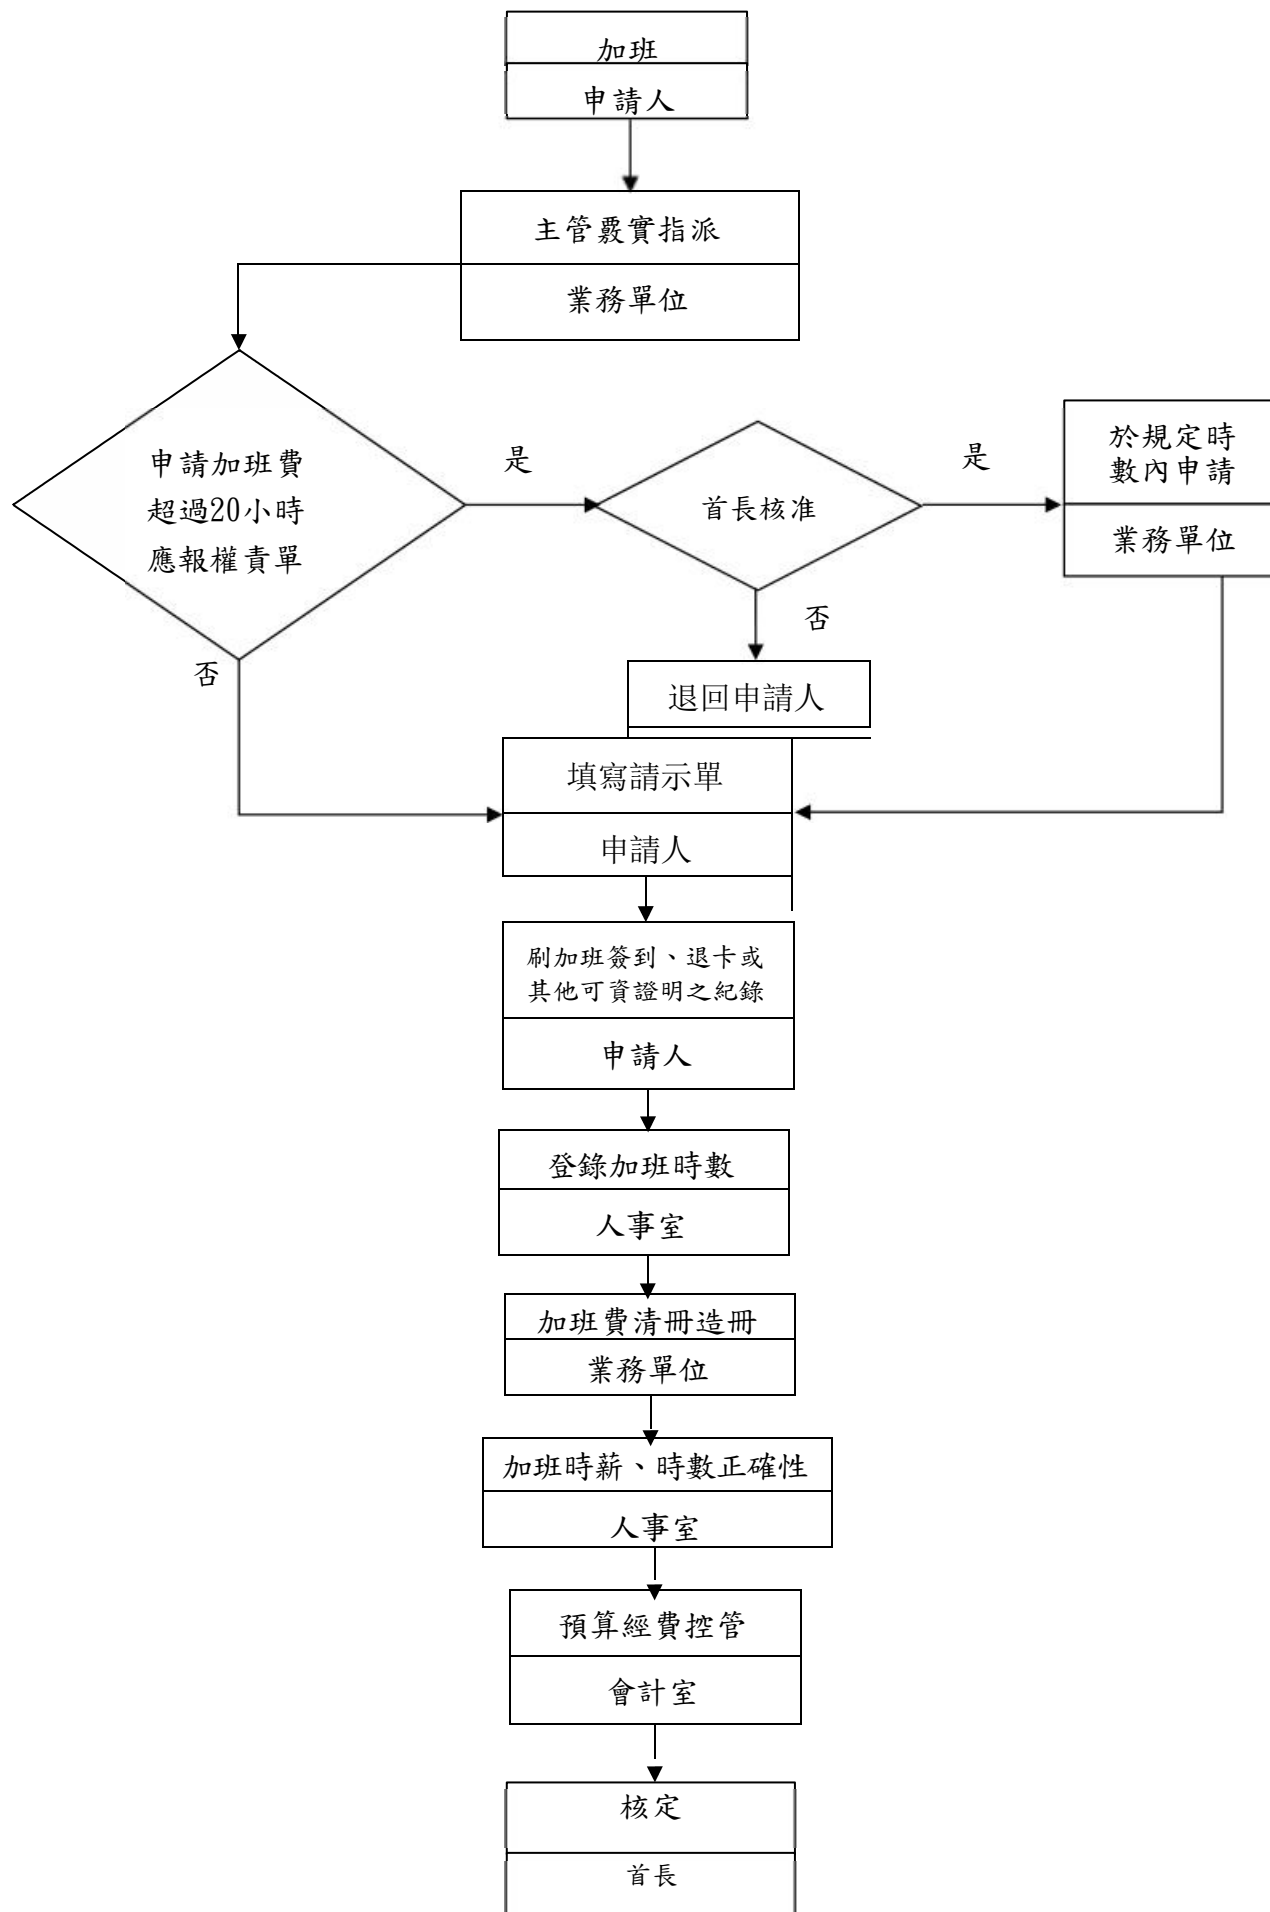 加班
申請人
主管覈實指派
業務單位
申請加班費
超過20小時
應報權責單
是
首長核准
是
於規定時
數內申請
業務單位
否
否
退回申請人
填寫請示單
申請人
刷加班簽到、退卡或
其他可資證明之紀錄
申請人
登錄加班時數
人事室
加班費清冊造冊
業務單位
加班時薪、時數正確性
人事室
預算經費控管
會計室
核定
首長